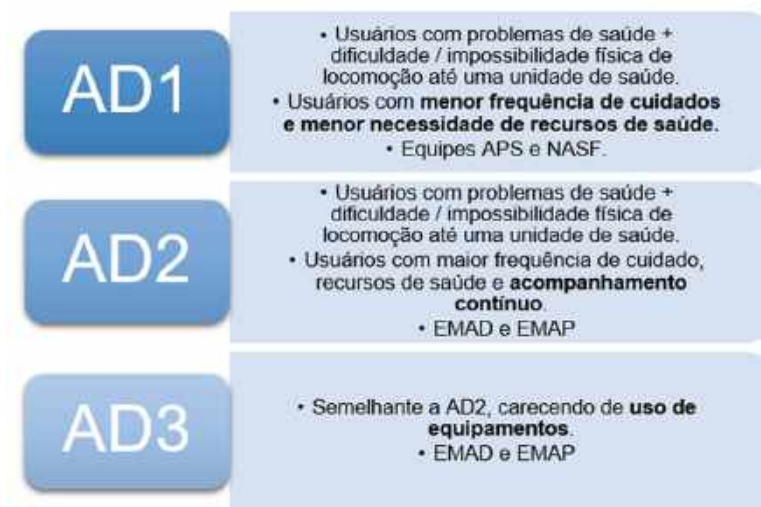 AD1
• Usuários com problemas de saúde +
dificuldade / impossibilidade física de
locomoção até uma unidade de saúde.
• Usuários com menor frequência de cuidados
e menor necessidade de recursos de saúde.
• Equipes APS e NASF.
AD2
• Usuários com problemas de saúde +
dificuldade / impossibilidade física de
locomoção até uma unidade de saúde.
• Usuários com maior frequência de cuidado,
recursos de saúde e acompanhamento
contínuo.
• EMAD e EMAP
AD3
• Semelhante a AD2, carecendo de uso de
equipamentos.
• EMAD e EMAP